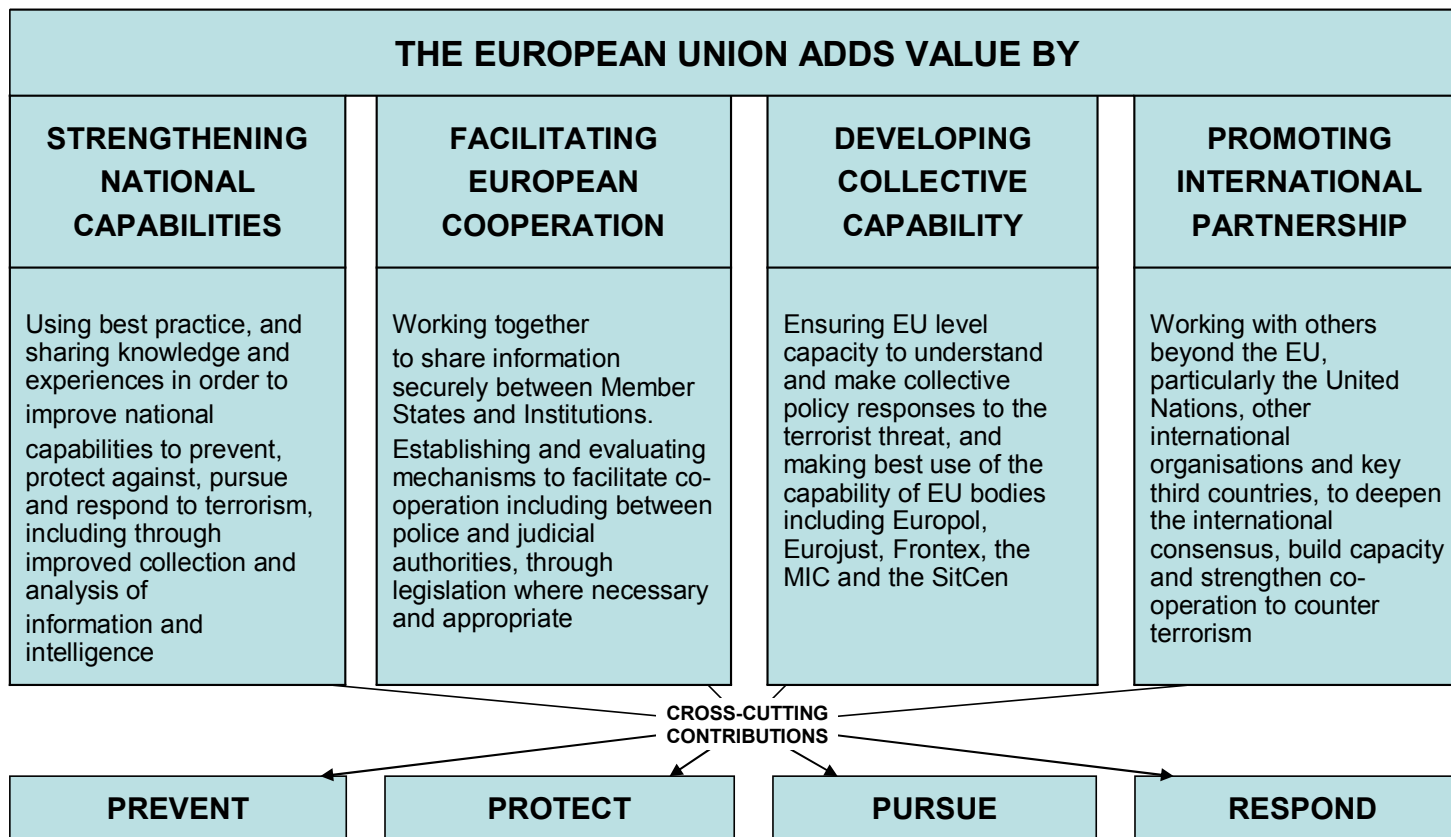 THE EUROPEAN UNION ADDS VALUE BY
STRENGTHENING
NATIONAL
CAPABILITIES
FACILITATING
EUROPEAN
COOPERATION
DEVELOPING
COLLECTIVE
CAPABILITY
PROMOTING
INTERNATIONAL
PARTNERSHIP
Using best practice, and
sharing knowledge and
experiences in order to
improve national
capabilities to prevent,
protect against, pursue
and respond to terrorism,
including through
improved collection and
analysis of
information and
intelligence
Working together
to share information
securely between Member
States and Institutions.
Establishing and evaluating
mechanisms to facilitate co-
operation including between
police and judicial
authorities, through
legislation where necessary
and appropriate
Ensuring EU level
capacity to understand
and make collective
policy responses to the
terrorist threat, and
making best use of the
capability of EU bodies
including Europol,
Eurojust, Frontex, the
MIC and the SitCen
Working with others
beyond the EU,
particularly the United
Nations, other
international
organisations and key
third countries, to deepen
the international
consensus, build capacity
and strengthen co-
operation to counter
terrorism
CROSS-CUTTING
CONTRIBUTIONS
PREVENT
PROTECT
PURSUE
RESPOND